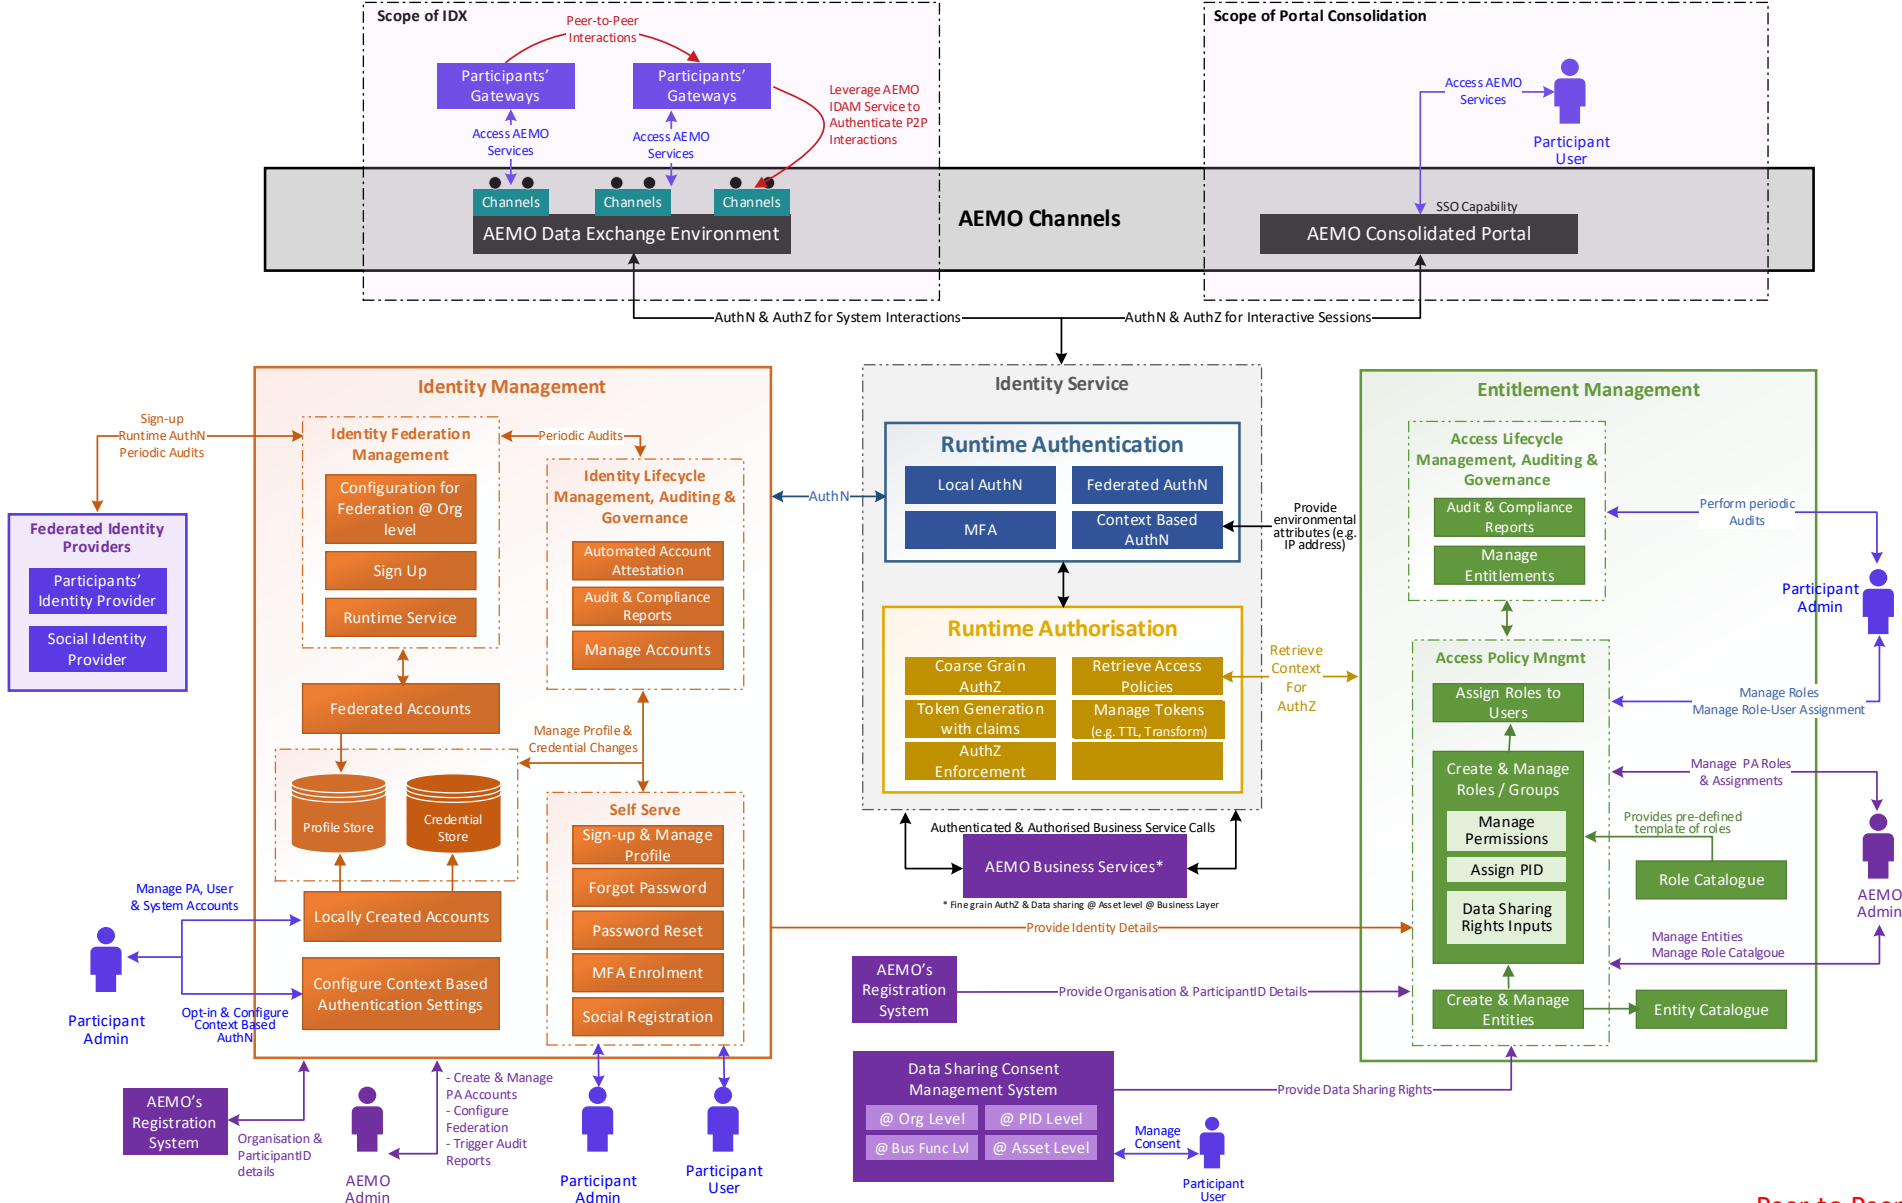 Scope of IDX
Peer-to-Peer
Interactions
Participants’
Gateways
Participants’
Gateways
Access AEMO
Services
Access AEMO
Services
Leverage AEMO
IDAM Service to
Authenticate P2P
Interactions
Channels
Channels
Channels
AEMO Data Exchange Environment
AEMO Channels
Scope of Portal Consolidation
Access AEMO
Services
Participant
User
SSO Capability
AEMO Consolidated Portal
AuthN & AuthZ for System Interactions
AuthN & AuthZ for Interactive Sessions
Sign-up
Runtime AuthN
Periodic Audits
Federated Identity
Providers
Participants’
Identity Provider
Social Identity
Provider
Identity Management
Identity Federation
Management
Configuration for
Federation @ Org
level
Sign Up
Runtime Service
Periodic Audits
Identity Lifecycle
Management, Auditing &
Governance
Automated Account
Attestation
Audit & Compliance
Reports
Manage Accounts
Federated Accounts
Manage Profile &
Credential Changes
Profile Store
Credential
Store
Locally Created Accounts
Configure Context Based
Authentication Settings
Self Serve
Sign-up & Manage
Profile
Forgot Password
Password Reset
MFA Enrolment
Social Registration
Manage PA, User
& System Accounts
Participant
Admin
Opt-in & Configure
Context Based
AuthN
AEMO’s
Registration
System
Organisation &
ParticipantID
details
AEMO
Admin
- Create & Manage
PA Accounts
- Configure
Federation
- Trigger Audit
Reports
Participant
Admin
Participant
User
AuthN
Identity Service
Runtime Authentication
Local AuthN
Federated AuthN
MFA
Context Based
AuthN
Provide
environmental
attributes (e.g.
IP address)
Runtime Authorisation
Coarse Grain
AuthZ
Retrieve Access
Policies
Token Generation
with claims
Manage Tokens
(e.g. TTL, Transform)
AuthZ
Enforcement
Retrieve
Context
For
AuthZ
Authenticated & Authorised Business Service Calls
AEMO Business Services*
* Fine grain AuthZ & Data sharing @ Asset level @ Business Layer
Provide Identity Details
AEMO’s
Registration
System
Provide Organisation & ParticipantID Details
Data Sharing Consent
Management System
@ Org Level
@ PID Level
@ Bus Func Lvl
@ Asset Level
Provide Data Sharing Rights
Manage
Consent
Participant
User
Entitlement Management
Access Lifecycle
Management, Auditing &
Governance
Audit & Compliance
Reports
Manage
Entitlements
Access Policy Mngmt
Assign Roles to
Users
Create & Manage
Roles / Groups
Manage
Permissions
Assign PID
Data Sharing
Rights Inputs
Create & Manage
Entities
Provides pre-defined
template of roles
Role Catalogue
Entity Catalogue
Perform periodic
Audits
Participant
Admin
Manage Roles
Manage Role-User Assignment
Manage PA Roles
& Assignments
AEMO
Admin
Manage Entities
Manage Role Catalgoue